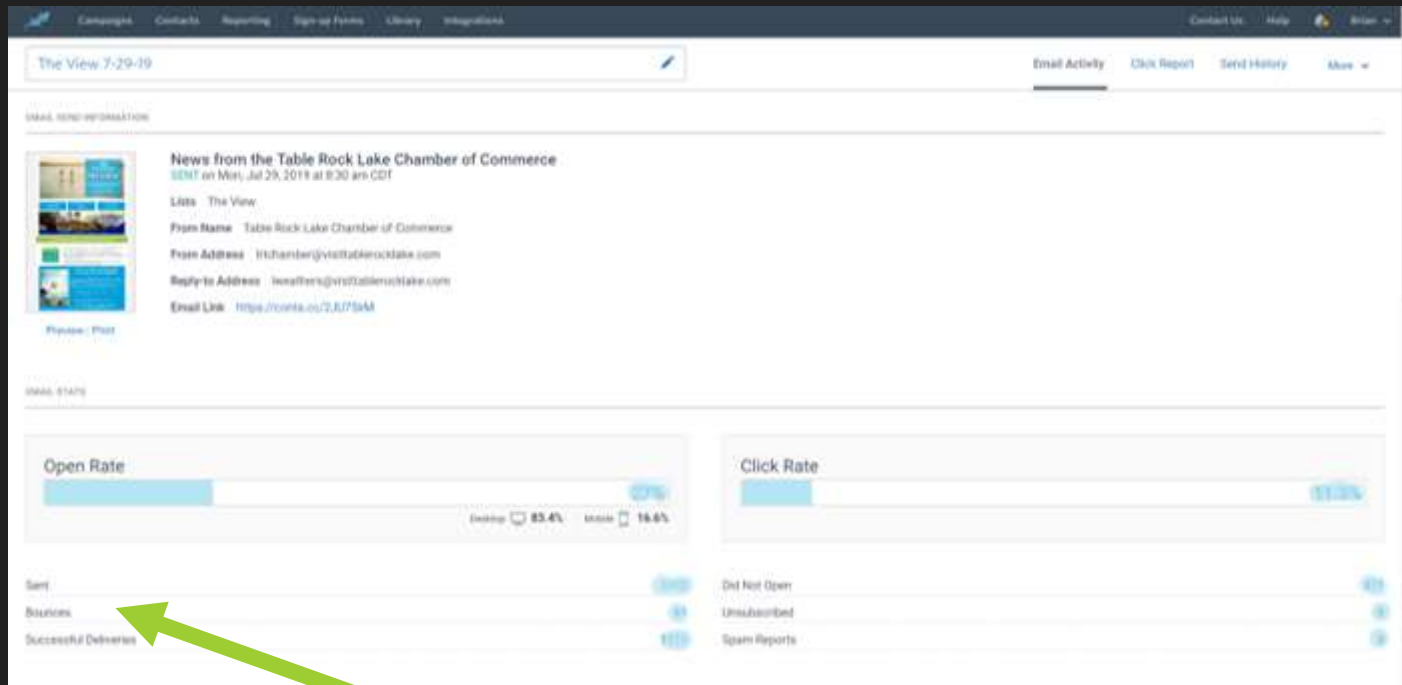 Campaigns Contacts Reporting Sign-up Forms Library Integrations Contact Us Help Brian
The View 7-29-19 Email Activity Click Report Send History More
EMAIL SEND INFORMATION
News from the Table Rock Lake Chamber of Commerce
SENT on Mon, Jul 29, 2019 at 8:30 am CDT
Lists The View
From Name Table Rock Lake Chamber of Commerce
From Address trlchamber@visittablerocklake.com
Reply-to Address
Email Link
Preview | Print
EMAIL STATS
Open Rate Click Rate
27%
Desktop 83.4% Mobile 16.6%
Sent Did Not Open
Bounces Unsubscribed
Successful Deliveries Spam Reports